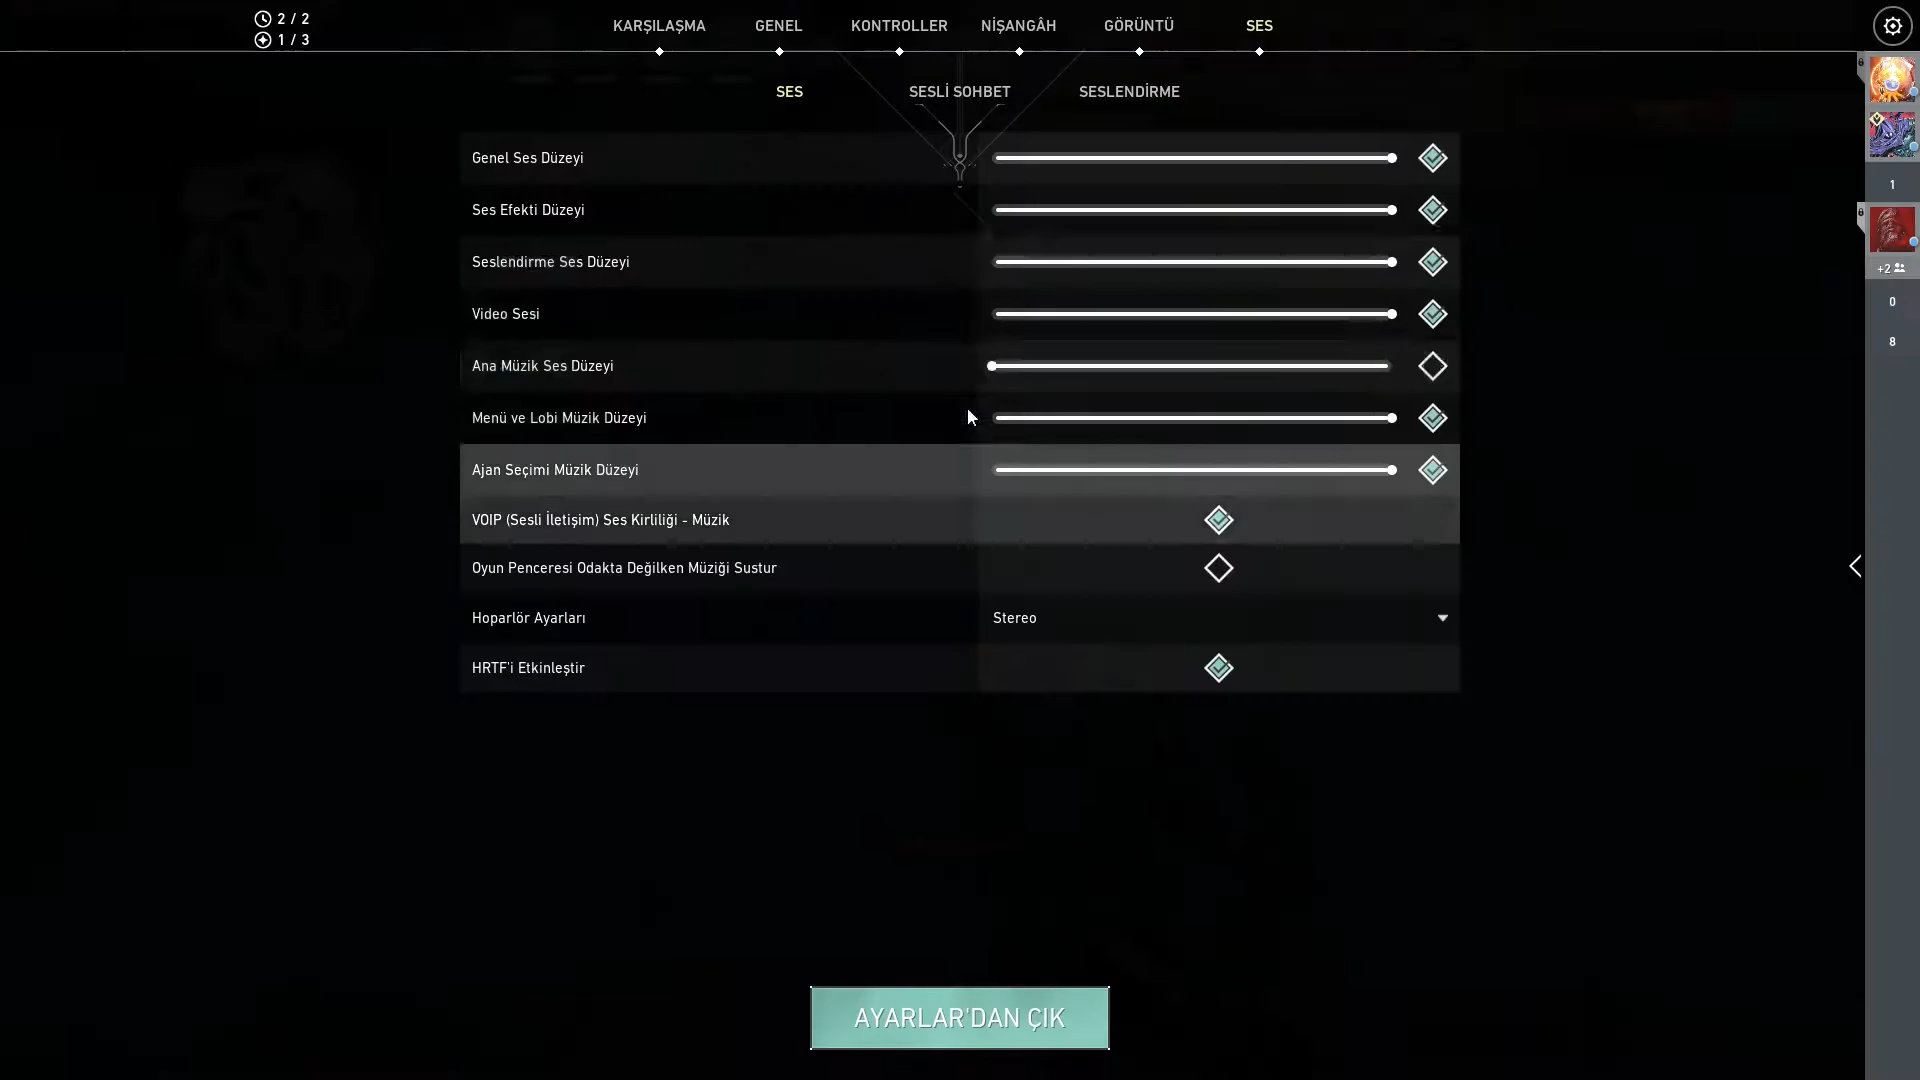 2 / 2
1 / 3
KARŞILAŞMA GENEL KONTROLLER NİŞANGÂH GÖRÜNTÜ SES
SES SESLİ SOHBET SESLENDİRME
Genel Ses Düzeyi
Ses Efekti Düzeyi
Seslendirme Ses Düzeyi
Video Sesi
Ana Müzik Ses Düzeyi
Menü ve Lobi Müzik Düzeyi
Ajan Seçimi Müzik Düzeyi
VOIP (Sesli İletişim) Ses Kirliliği - Müzik
Oyun Penceresi Odakta Değilken Müziği Sustur
Hoparlör Ayarları Stereo
HRTF'i Etkinleştir
AYARLAR'DAN ÇIK
1
+2
0
8